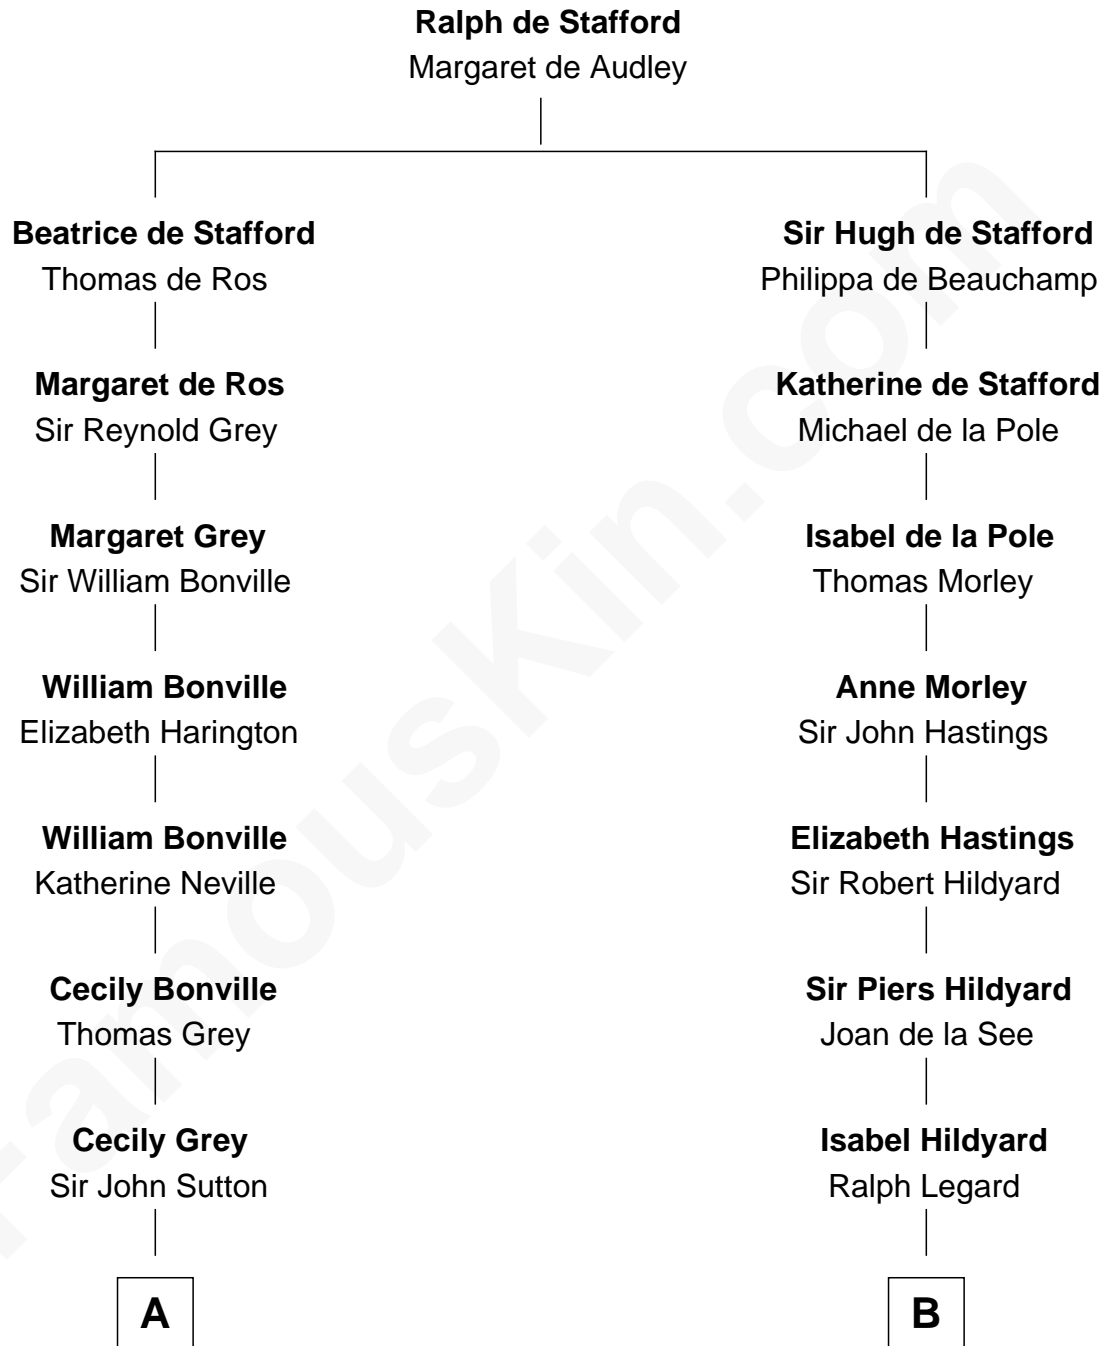 Ralph de Stafford
Margaret de Audley
Beatrice de Stafford
Thomas de Ros
Sir Hugh de Stafford
Philippa de Beauchamp
Margaret de Ros
Sir Reynold Grey
Katherine de Stafford
Michael de la Pole
Margaret Grey
Sir William Bonville
Isabel de la Pole
Thomas Morley
William Bonville
Elizabeth Harington
Anne Morley
Sir John Hastings
William Bonville
Katherine Neville
Elizabeth Hastings
Sir Robert Hildyard
Cecily Bonville
Thomas Grey
Sir Piers Hildyard
Joan de la See
Cecily Grey
Sir John Sutton
Isabel Hildyard
Ralph Legard
A
B
FamousKin.com